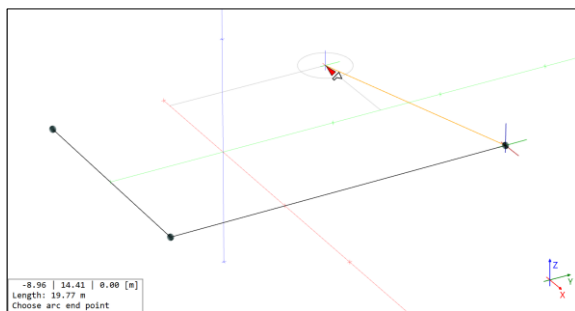 Z
Y
X
-8.96 | 14.41 | 0.00 [m]
Length: 19.77 m
Choose arc end point